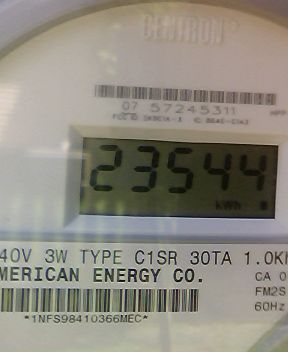 CENTRON
07 57245311
23544
kWh
40V 3W TYPE C1SR 30TA 1.0K
MERICAN ENERGY CO.
CA 0
FM2S
60Hz
*1NFS98410366MEC*